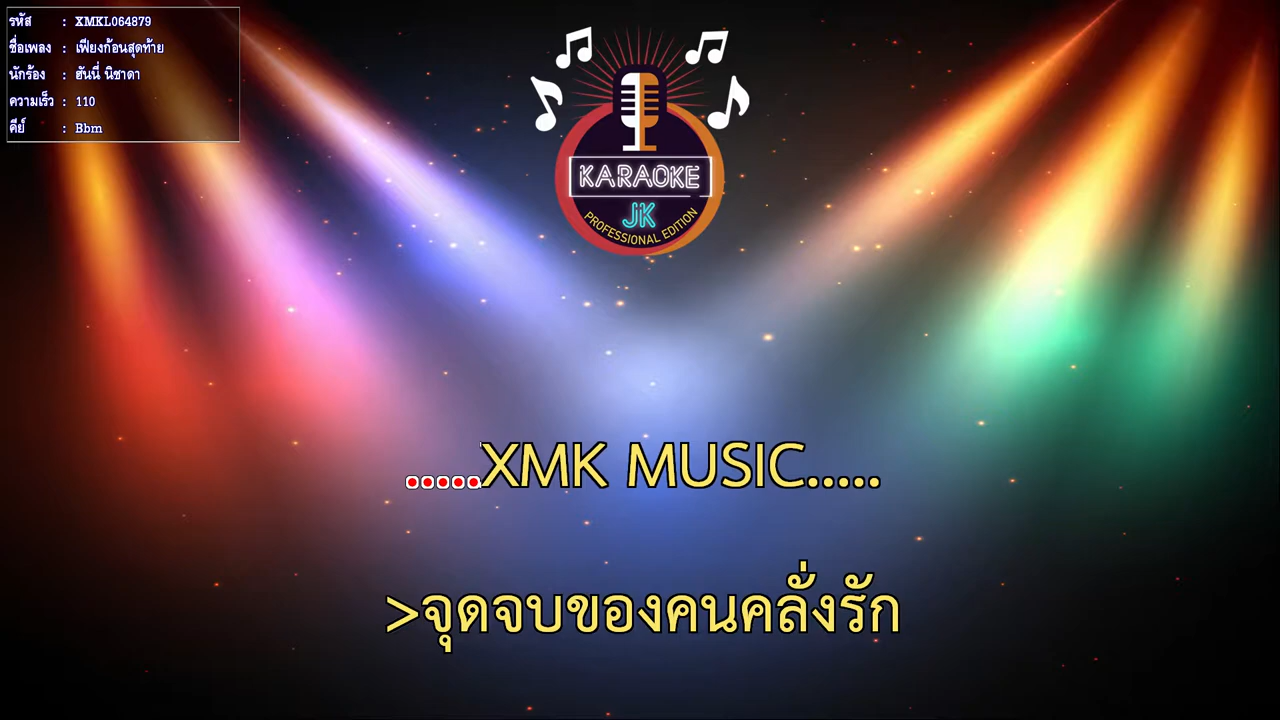 รหัส : XMKL064879
ชื่อเพลง : เฟียงก้อนสุดท้าย
นักร้อง : ฮันนี่ นิชาดา
ความเร็ว : 110
คีย์ : Bbm
KARAOKE
JK
PROFESSIONAL EDITION
.....XMK MUSIC.....
>จุดจบของคนคลั่งรัก